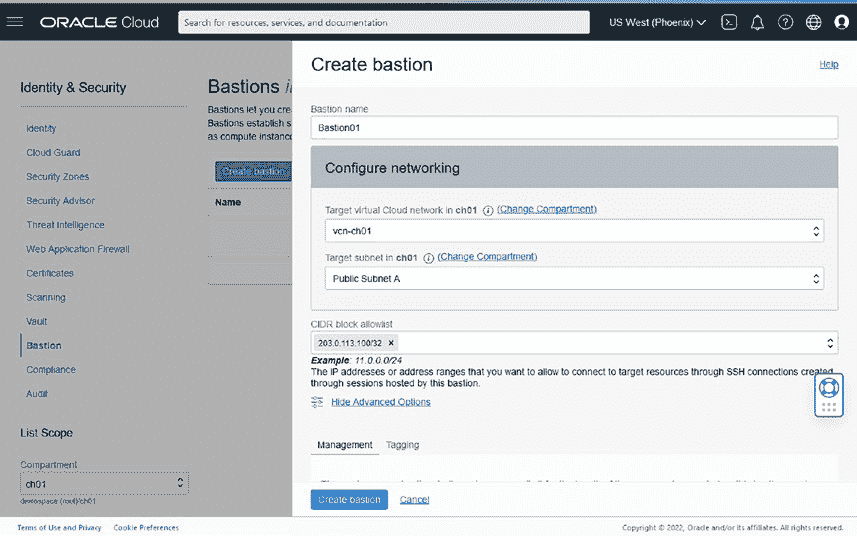 ORACLE Cloud
Search for resources, services, and documentation
US West (Phoenix)
Identity & Security
Identity
Cloud Guard
Security Zones
Security Advisor
Threat Intelligence
Web Application Firewall
Certificates
Scanning
Vault
Bastion
Compliance
Audit
List Scope
Compartment
ch01
(root)/ch01
Bastions
Bastions let you cre
Bastions establish s
as compute instanc
Create bastion
Name
Create bastion
Help
Bastion name
Bastion01
Configure networking
Target virtual Cloud network in ch01 (Change Compartment)
vcn-ch01
Target subnet in ch01 (Change Compartment)
Public Subnet A
CIDR block allowlist
203.0.113.100/32 ×
Example: 11.0.0.0/24
The IP addresses or address ranges that you want to allow to connect to target resources through SSH connections created
through sessions hosted by this bastion.
Hide Advanced Options
Management Tagging
Create bastion Cancel
Terms of Use and Privacy Cookie Preferences
Copyright © 2022, Oracle and/or its affiliates. All rights reserved.